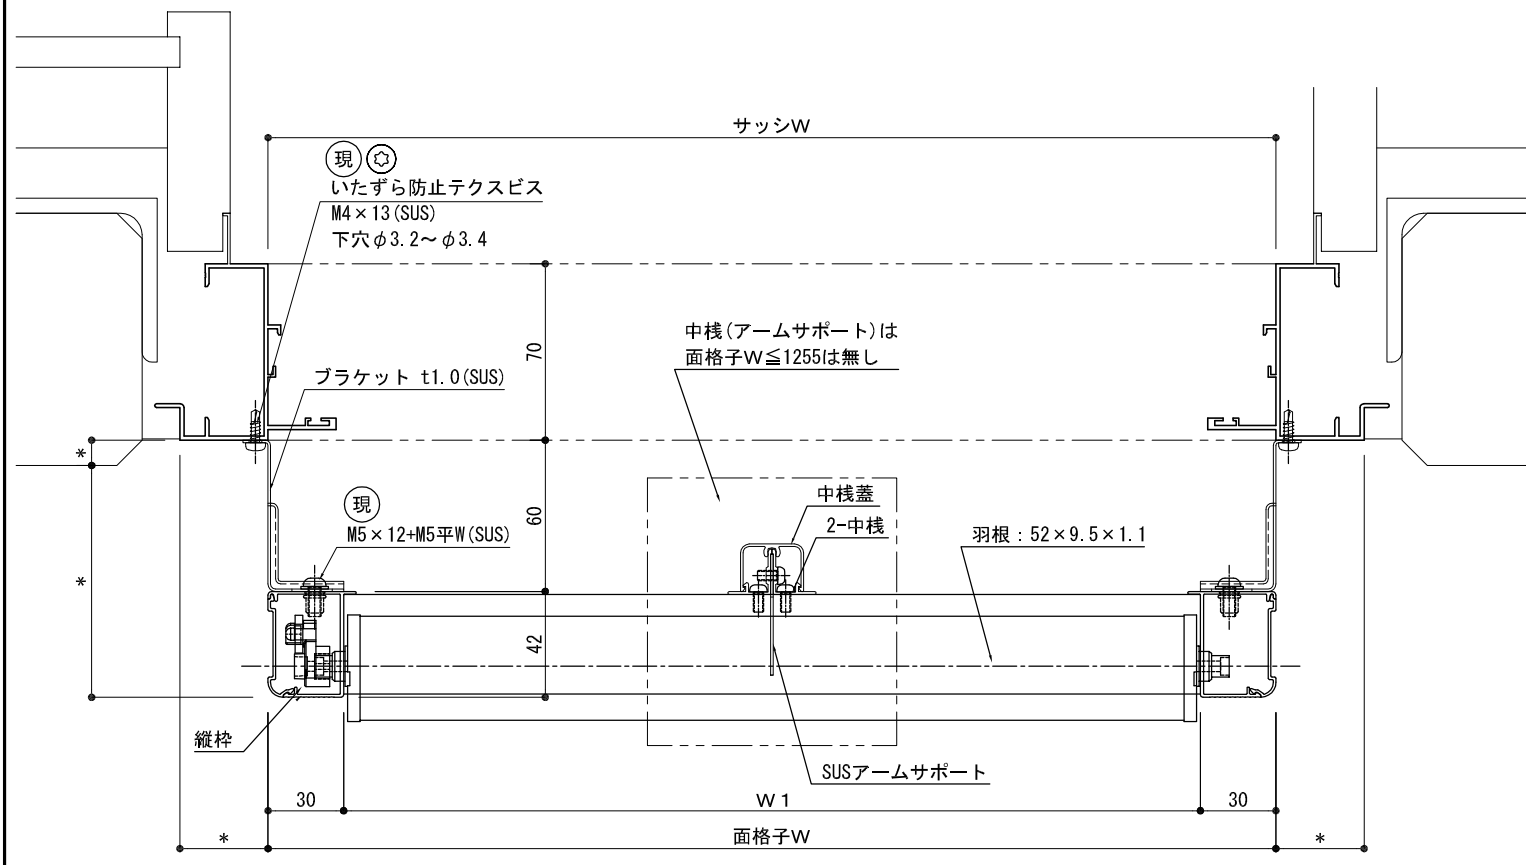 サッシW
現
いたずら防止テクスビス
M4×13(SUS)
下穴φ3.2～φ3.4
中桟(アームサポート)は
面格子W≦1255は無し
70
ブラケット t1.0(SUS)
*
現
M5×12+M5平W(SUS)
60
中桟蓋
2-中桟
羽根：52×9.5×1.1
*
42
縦枠
SUSアームサポート
30
W1
30
*
面格子W
*